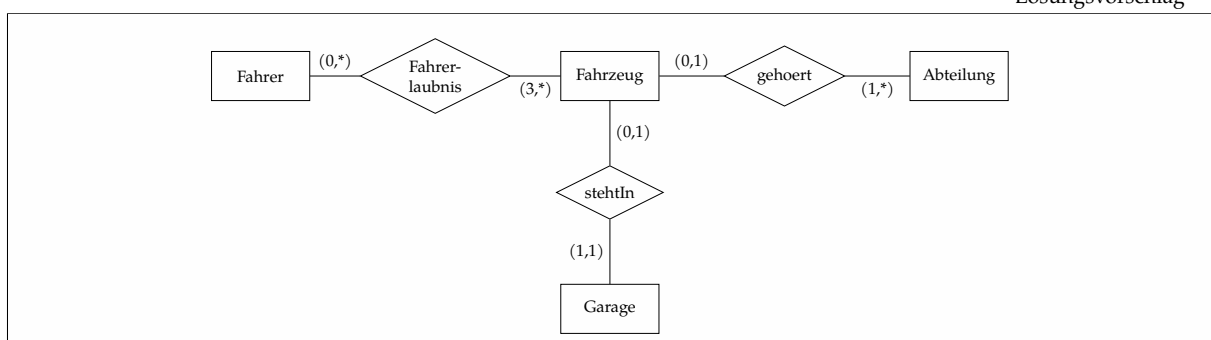 Lösungsvorschlag
Fahrer
(0,*)
Fahrer-
laubnis
(3,*)
Fahrzeug
(0,1)
gehoert
(1,*)
Abteilung
(0,1)
stehtIn
(1,1)
Garage